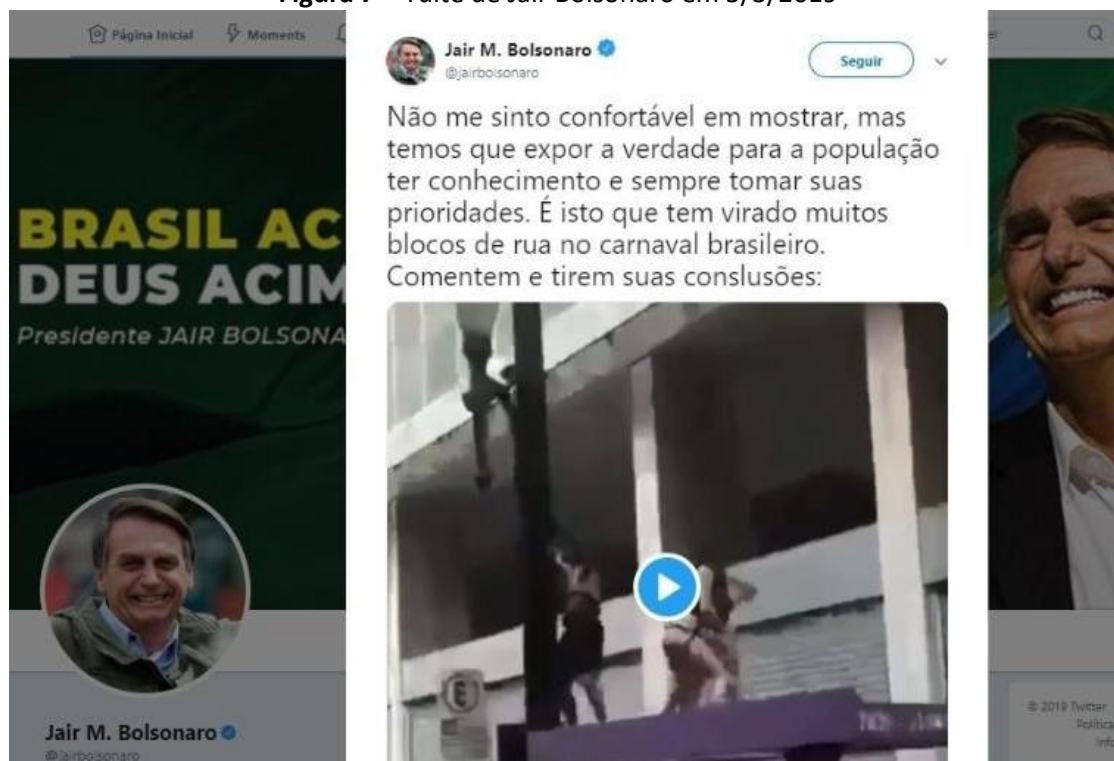 Página Inicial
Moments
Jair M. Bolsonaro
@jairbolsonaro
Seguir
Não me sinto confortável em mostrar, mas
temos que expor a verdade para a população
ter conhecimento e sempre tomar suas
prioridades. É isto que tem virado muitos
blocos de rua no carnaval brasileiro.
Comentem e tirem suas conslusões:
BRASIL AC
DEUS ACIM
Presidente JAIR BOLSONA
E
Jair M. Bolsonaro
@jairbolsonaro
© 2019 Twitter
Política